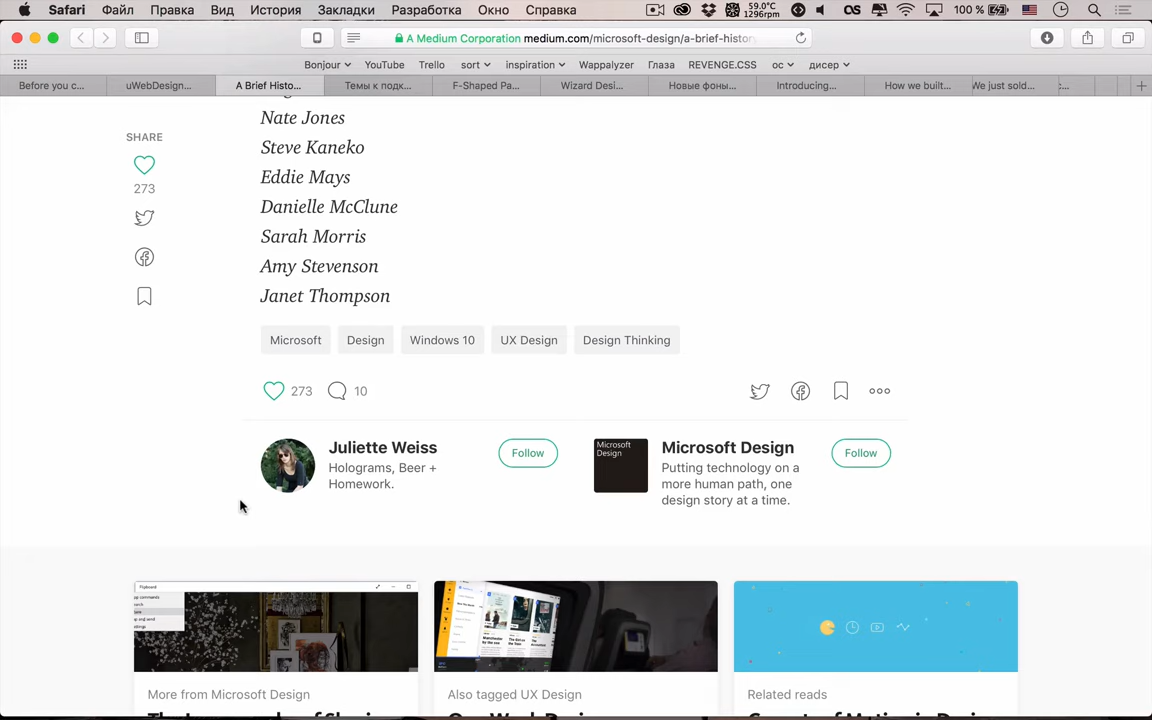 Safari Файл Правка Вид История Закладки Разработка Окно Справка 59.0°C 1296rpm 100 %
A Medium Corporation medium.com/microsoft-design/a-brief-histor
Bonjour YouTube Trello sort inspiration Wappalyzer Глаза REVENGE.CSS ос дисер
Before you c... uWebDesign... A Brief Histo... Темы к подк... F-Shaped Pa... Wizard Desi... Новые фоны... Introducing... How we built... We just sold...
SHARE
273
Nate Jones
Steve Kaneko
Eddie Mays
Danielle McClune
Sarah Morris
Amy Stevenson
Janet Thompson
Microsoft Design Windows 10 UX Design Design Thinking
273 10
Juliette Weiss
Holograms, Beer +
Homework.
Follow
Microsoft
Design
Microsoft Design
Putting technology on a
more human path, one
design story at a time.
Follow
Flipboard
More from Microsoft Design
Also tagged UX Design
Related reads